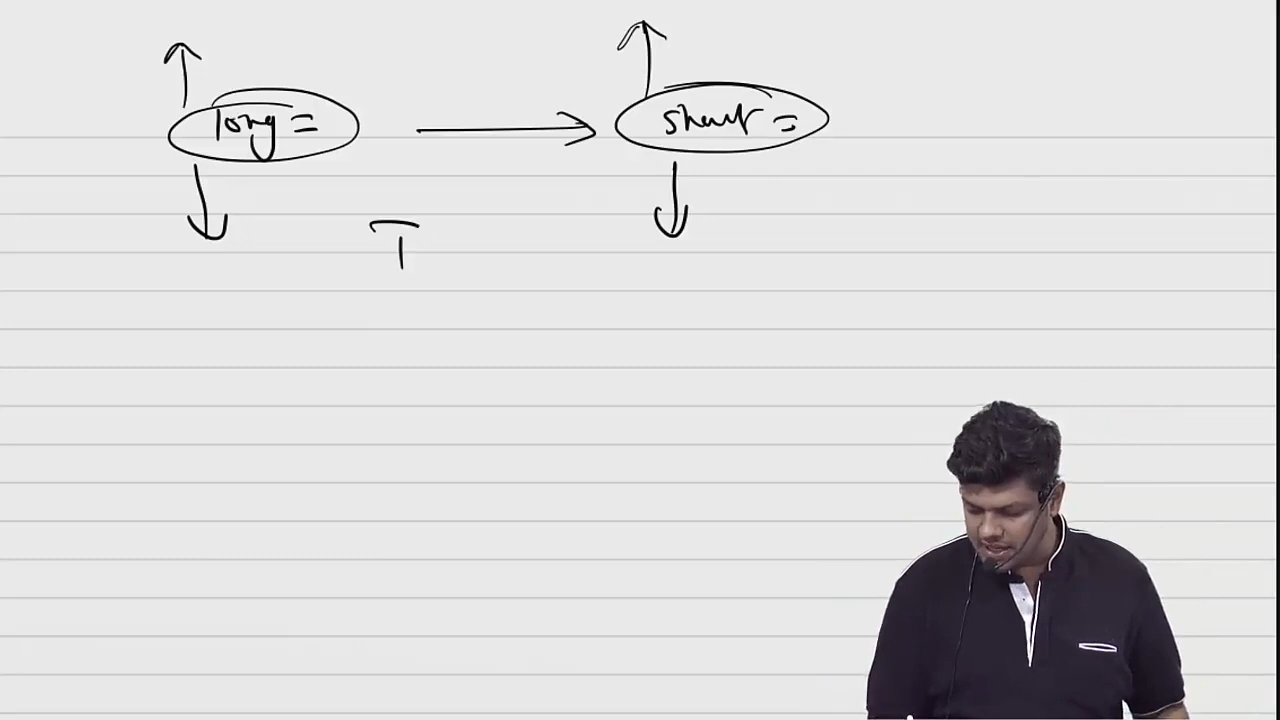 long = → short =
T